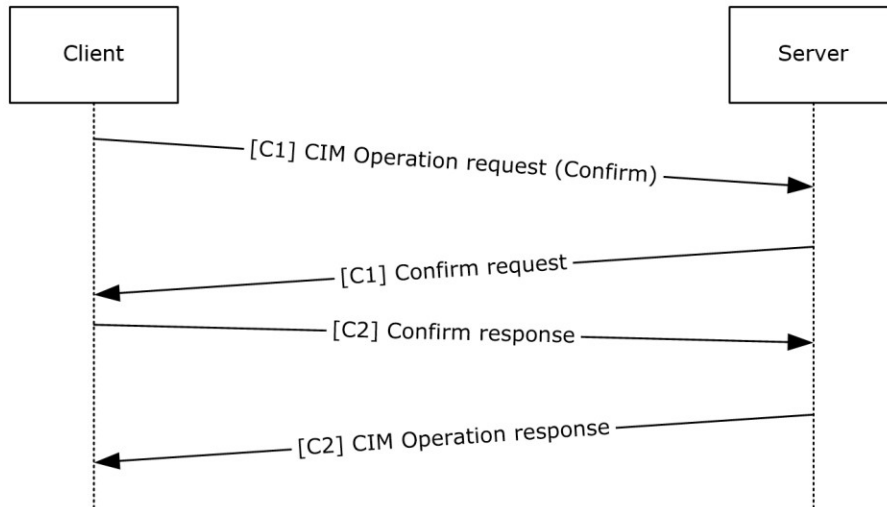 Client
Server
[C1] CIM Operation request (Confirm)
[C1] Confirm request
[C2] Confirm response
[C2] CIM Operation response